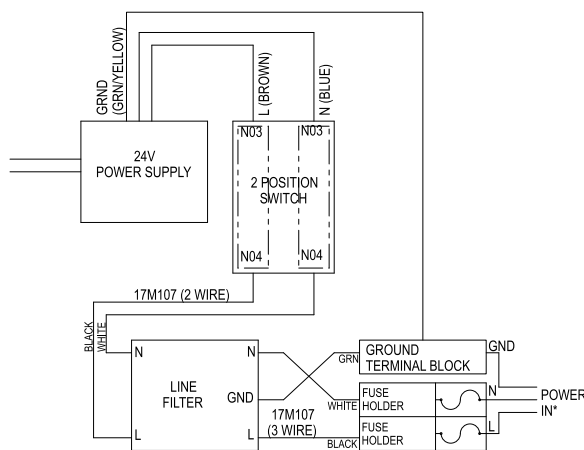 GRND
(GRN/YELLOW)
L (BROWN)
N (BLUE)
24V
POWER SUPPLY
N03
N03
2 POSITION
SWITCH
N04
N04
17M107 (2 WIRE)
BLACK
WHITE
N
N
LINE
FILTER
GND
L
L
17M107
(3 WIRE)
GRN
WHITE
BLACK
GROUND
TERMINAL BLOCK
GND
FUSE
HOLDER
N
FUSE
HOLDER
L
POWER
IN*